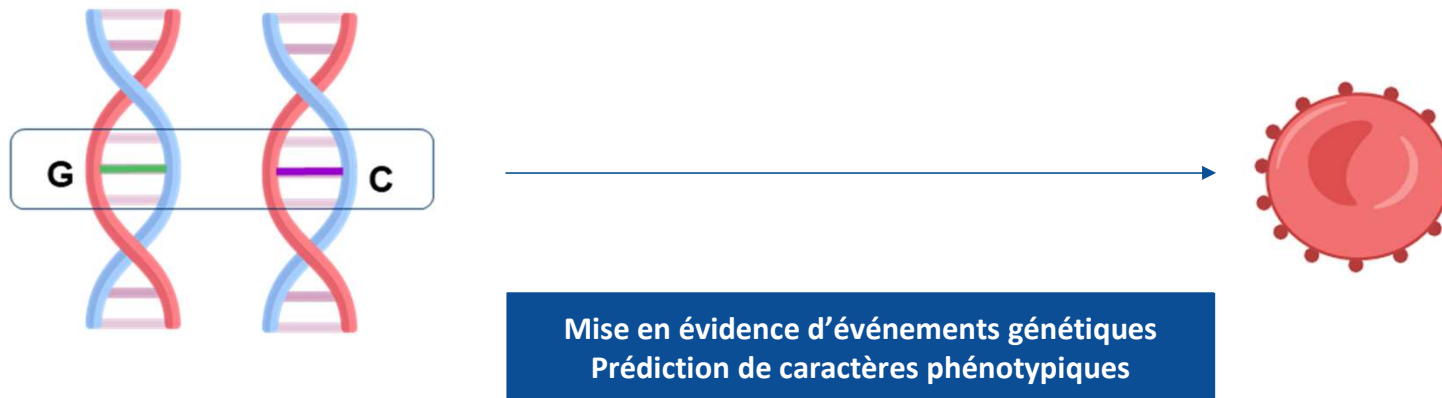 G
C
Mise en évidence d’événements génétiques
Prédiction de caractères phénotypiques